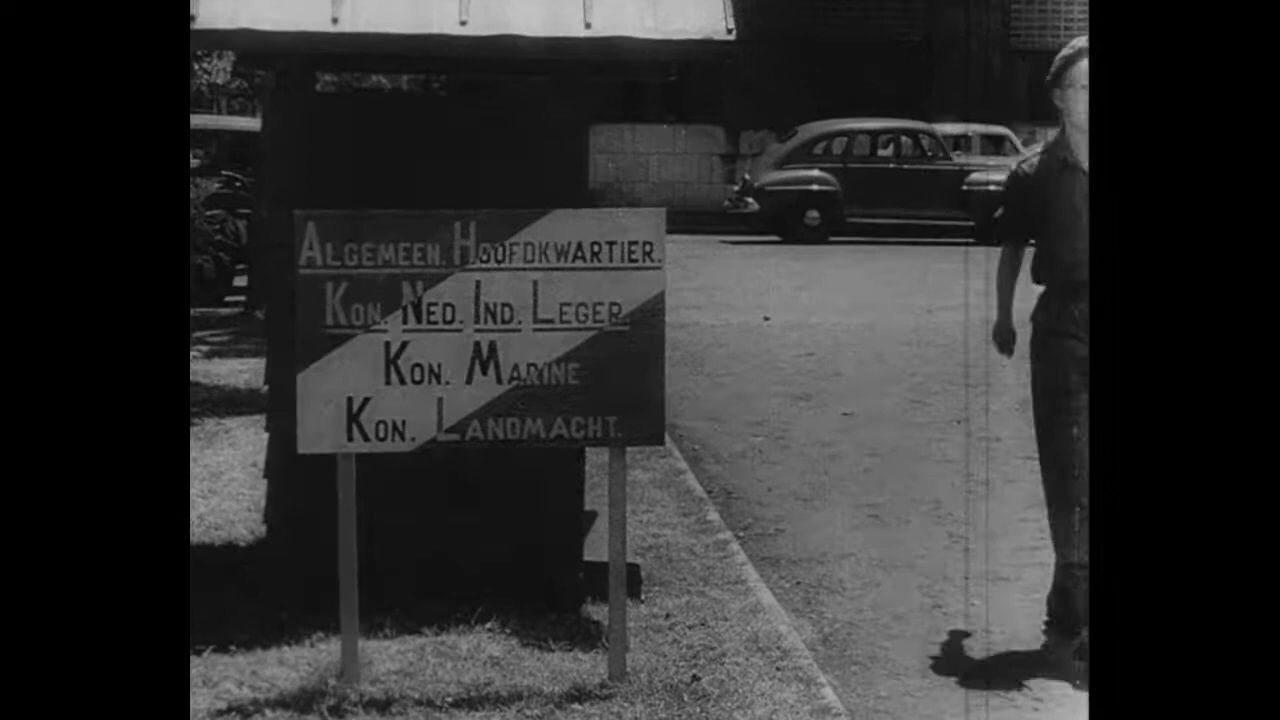 ALGEMEEN. HOOFDKWARTIER.
KON. NED. IND. LEGER
KON. MARINE
KON. LANDMACHT.